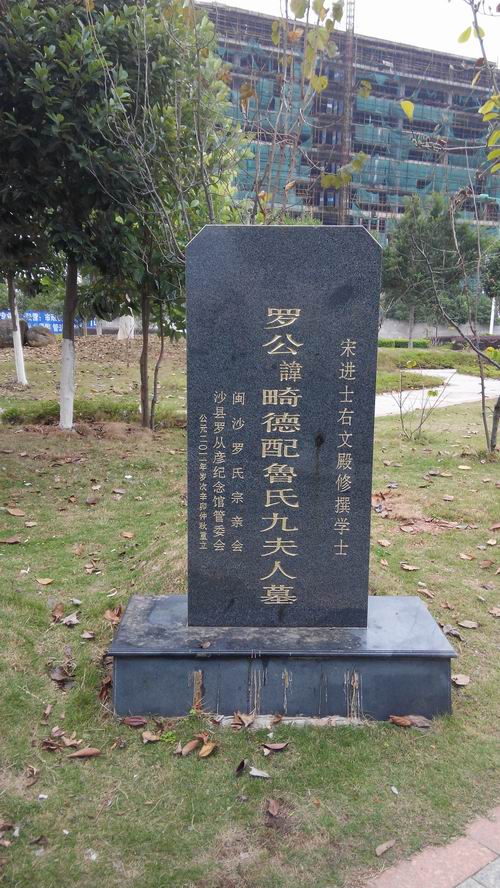 宋进士右文殿修撰学士
罗公諱畸德配魯氏九夫人墓
闽沙罗氏宗亲会
沙县罗从彦纪念馆管委会
公元二〇一一年岁次辛卯仲秋重立